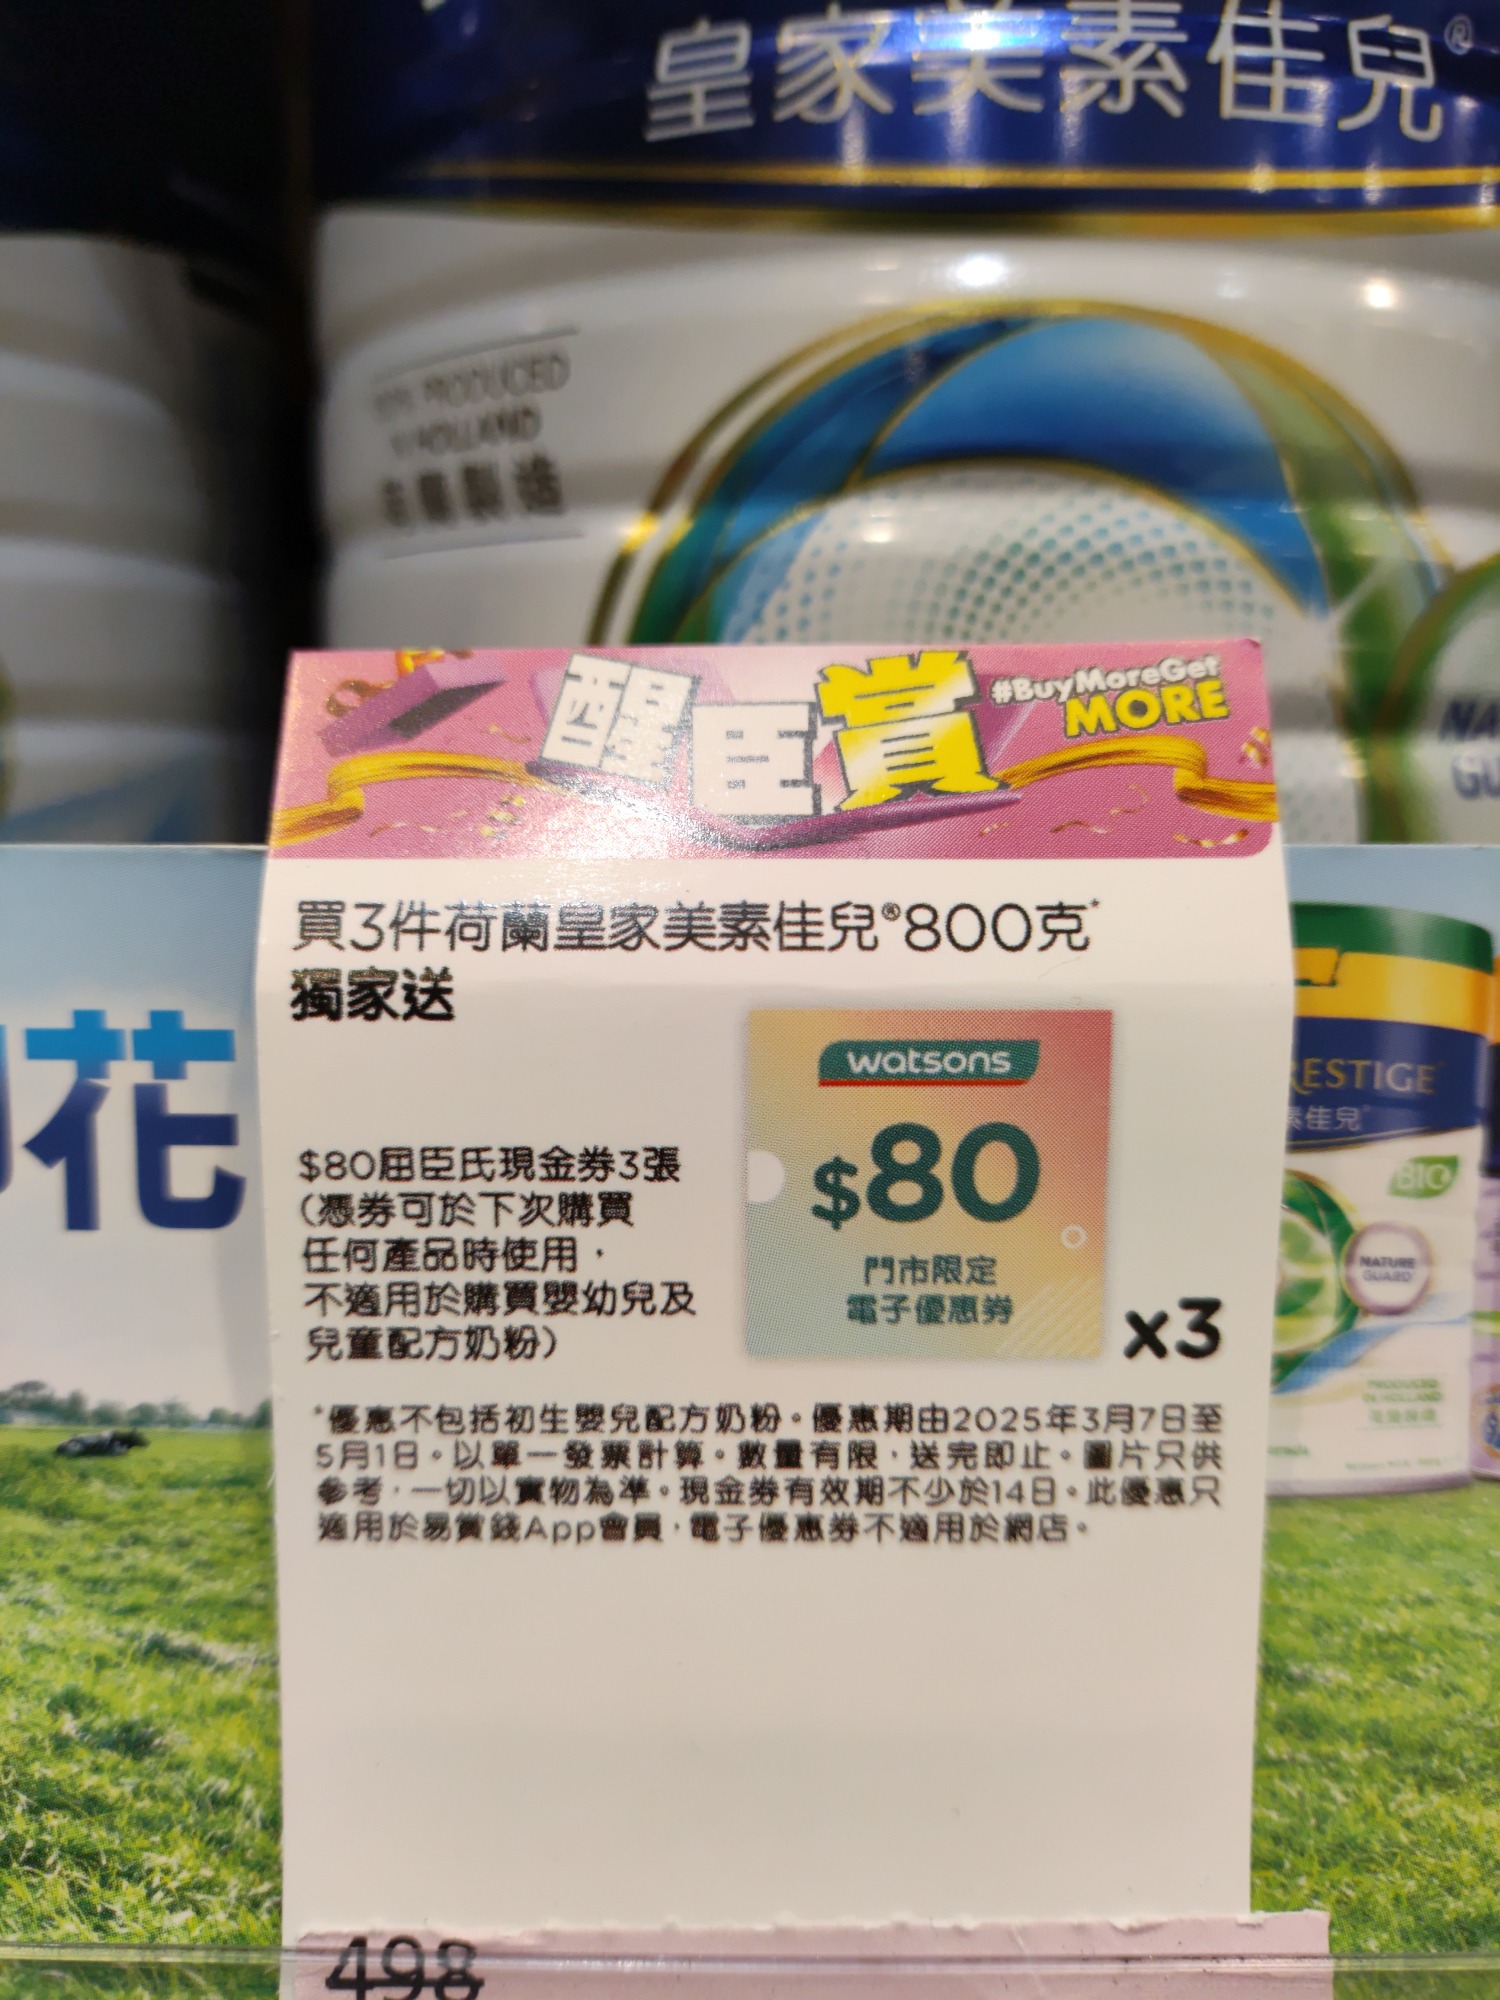 皇家美素佳兒®
PRODUCED
IN HOLLAND
製造
醒臣賞
#BuyMoreGet
MORE
買3件荷蘭皇家美素佳兒®800克*
獨家送
watsons
$80
門市限定
電子優惠券
x3
$80屈臣氏現金券3張
(憑券可於下次購買
任何產品時使用，
不適用於購買嬰幼兒及
兒童配方奶粉)
*優惠不包括初生嬰兒配方奶粉。優惠期由2025年3月7日至
5月1日。以單一發票計算。數量有限，送完即止。圖片只供
參考，一切以實物為準。現金券有效期不少於14日。此優惠只
適用於易賞錢App會員，電子優惠券不適用於網店。
498
花
RESTIGE
素佳兒
BIO
NATURE
GUARD
PRODUCED
IN HOLLAND
NA
GU